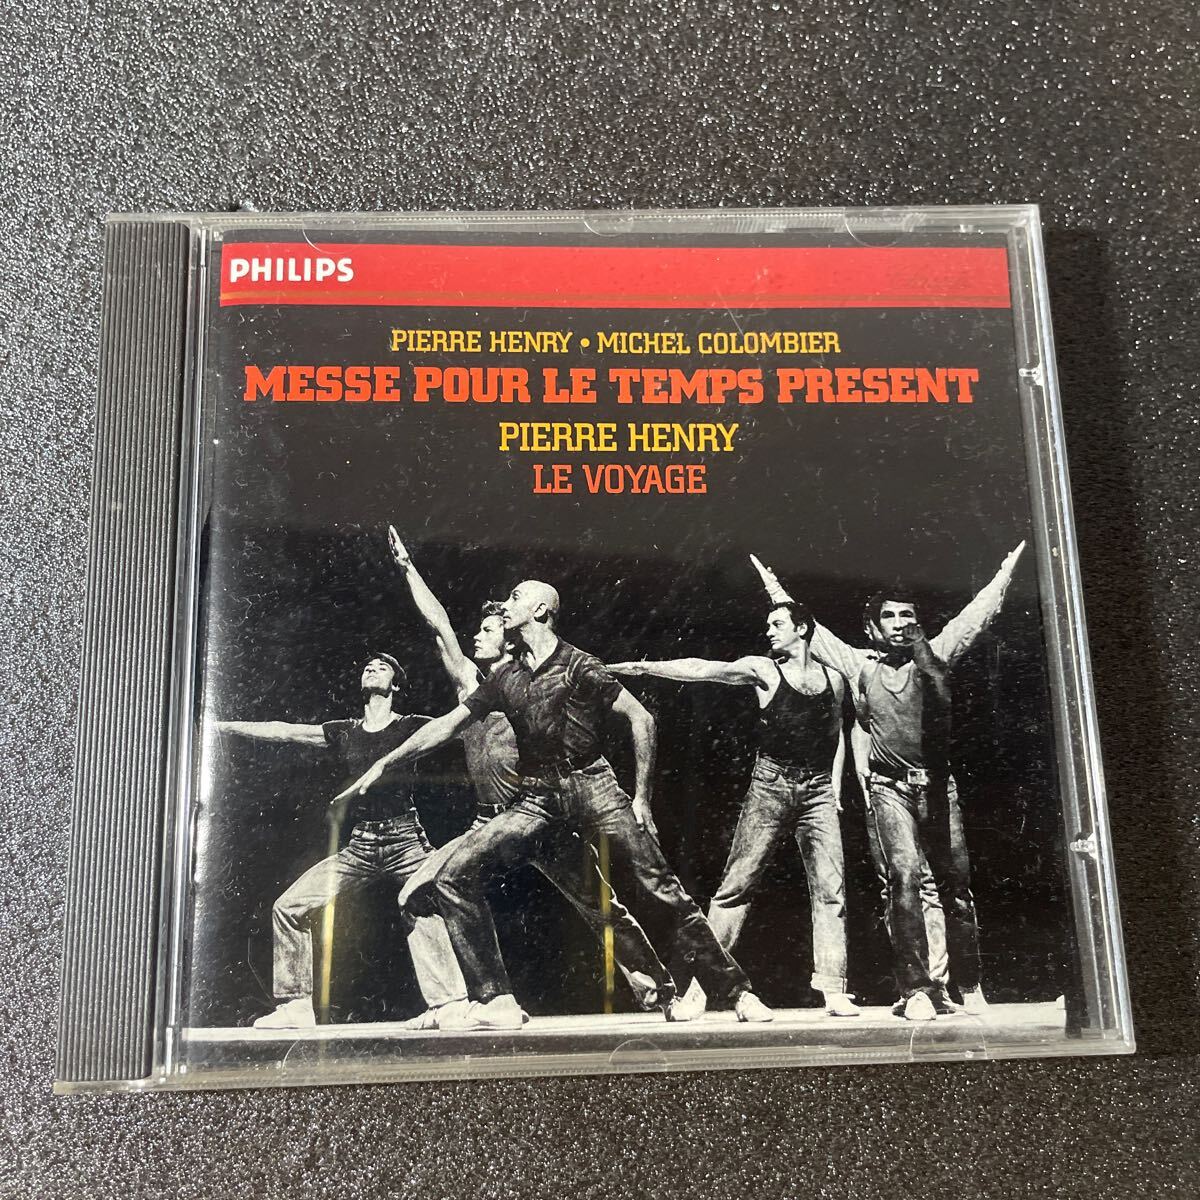 PHILIPS
PIERRE HENRY • MICHEL COLOMBIER
MESSE POUR LE TEMPS PRESENT
PIERRE HENRY
LE VOYAGE